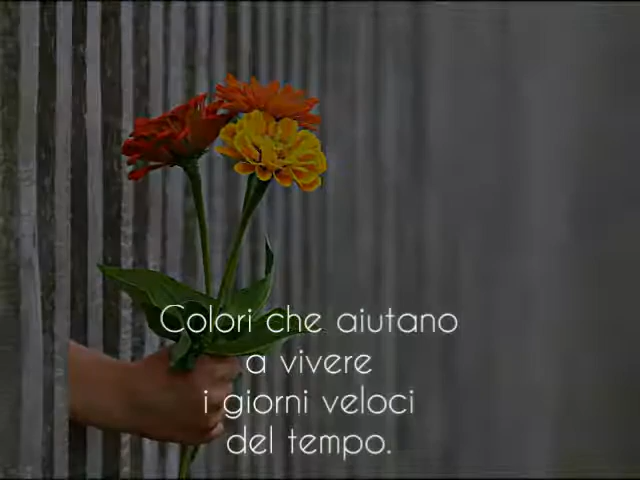 Colori che aiutano
a vivere
i giorni veloci
del tempo.